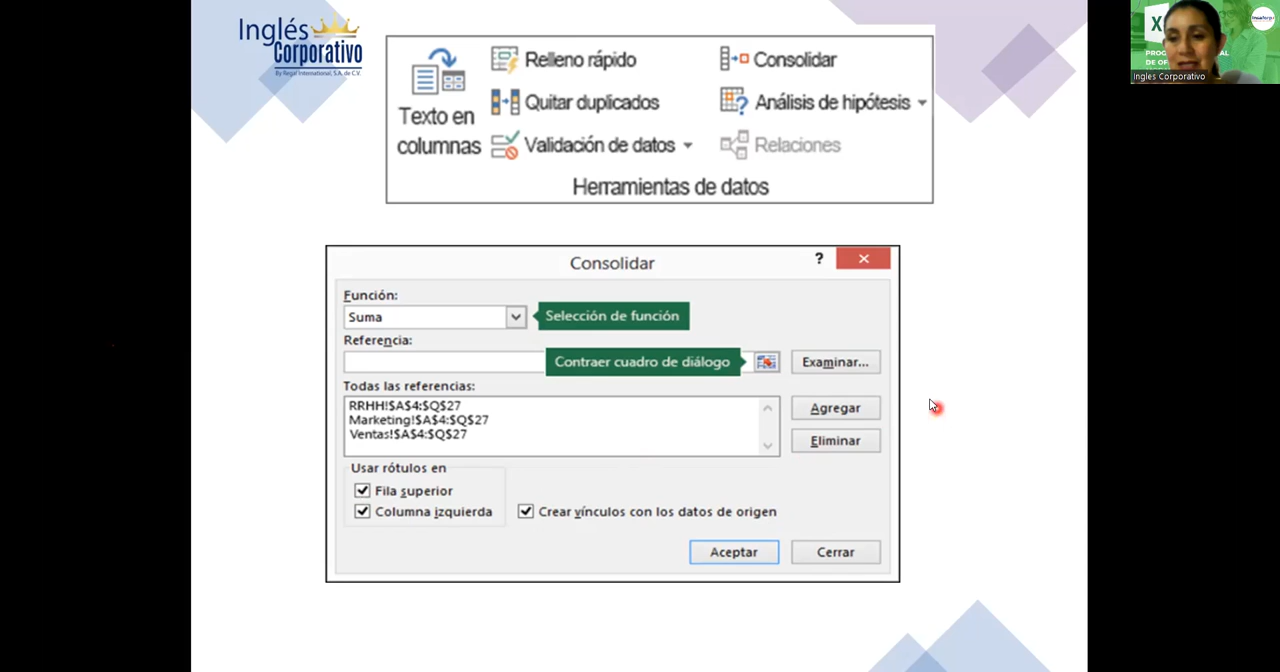 Inglés
Corporativo
By Regal International, S.A. de C.V.
Texto en
columnas
Relleno rápido
Quitar duplicados
Validación de datos
Consolidar
Análisis de hipótesis
Relaciones
Herramientas de datos
Consolidar
?
Función:
Suma
Selección de función
Referencia:
Contraer cuadro de diálogo
Examinar...
Todas las referencias:
RRHH!$A$4:$Q$27
Marketing!$A$4:$Q$27
Ventas!$A$4:$Q$27
Agregar
Eliminar
Usar rótulos en
Fila superior
Columna izquierda
Crear vínculos con los datos de origen
Aceptar
Cerrar
X
Ingles Corporativo